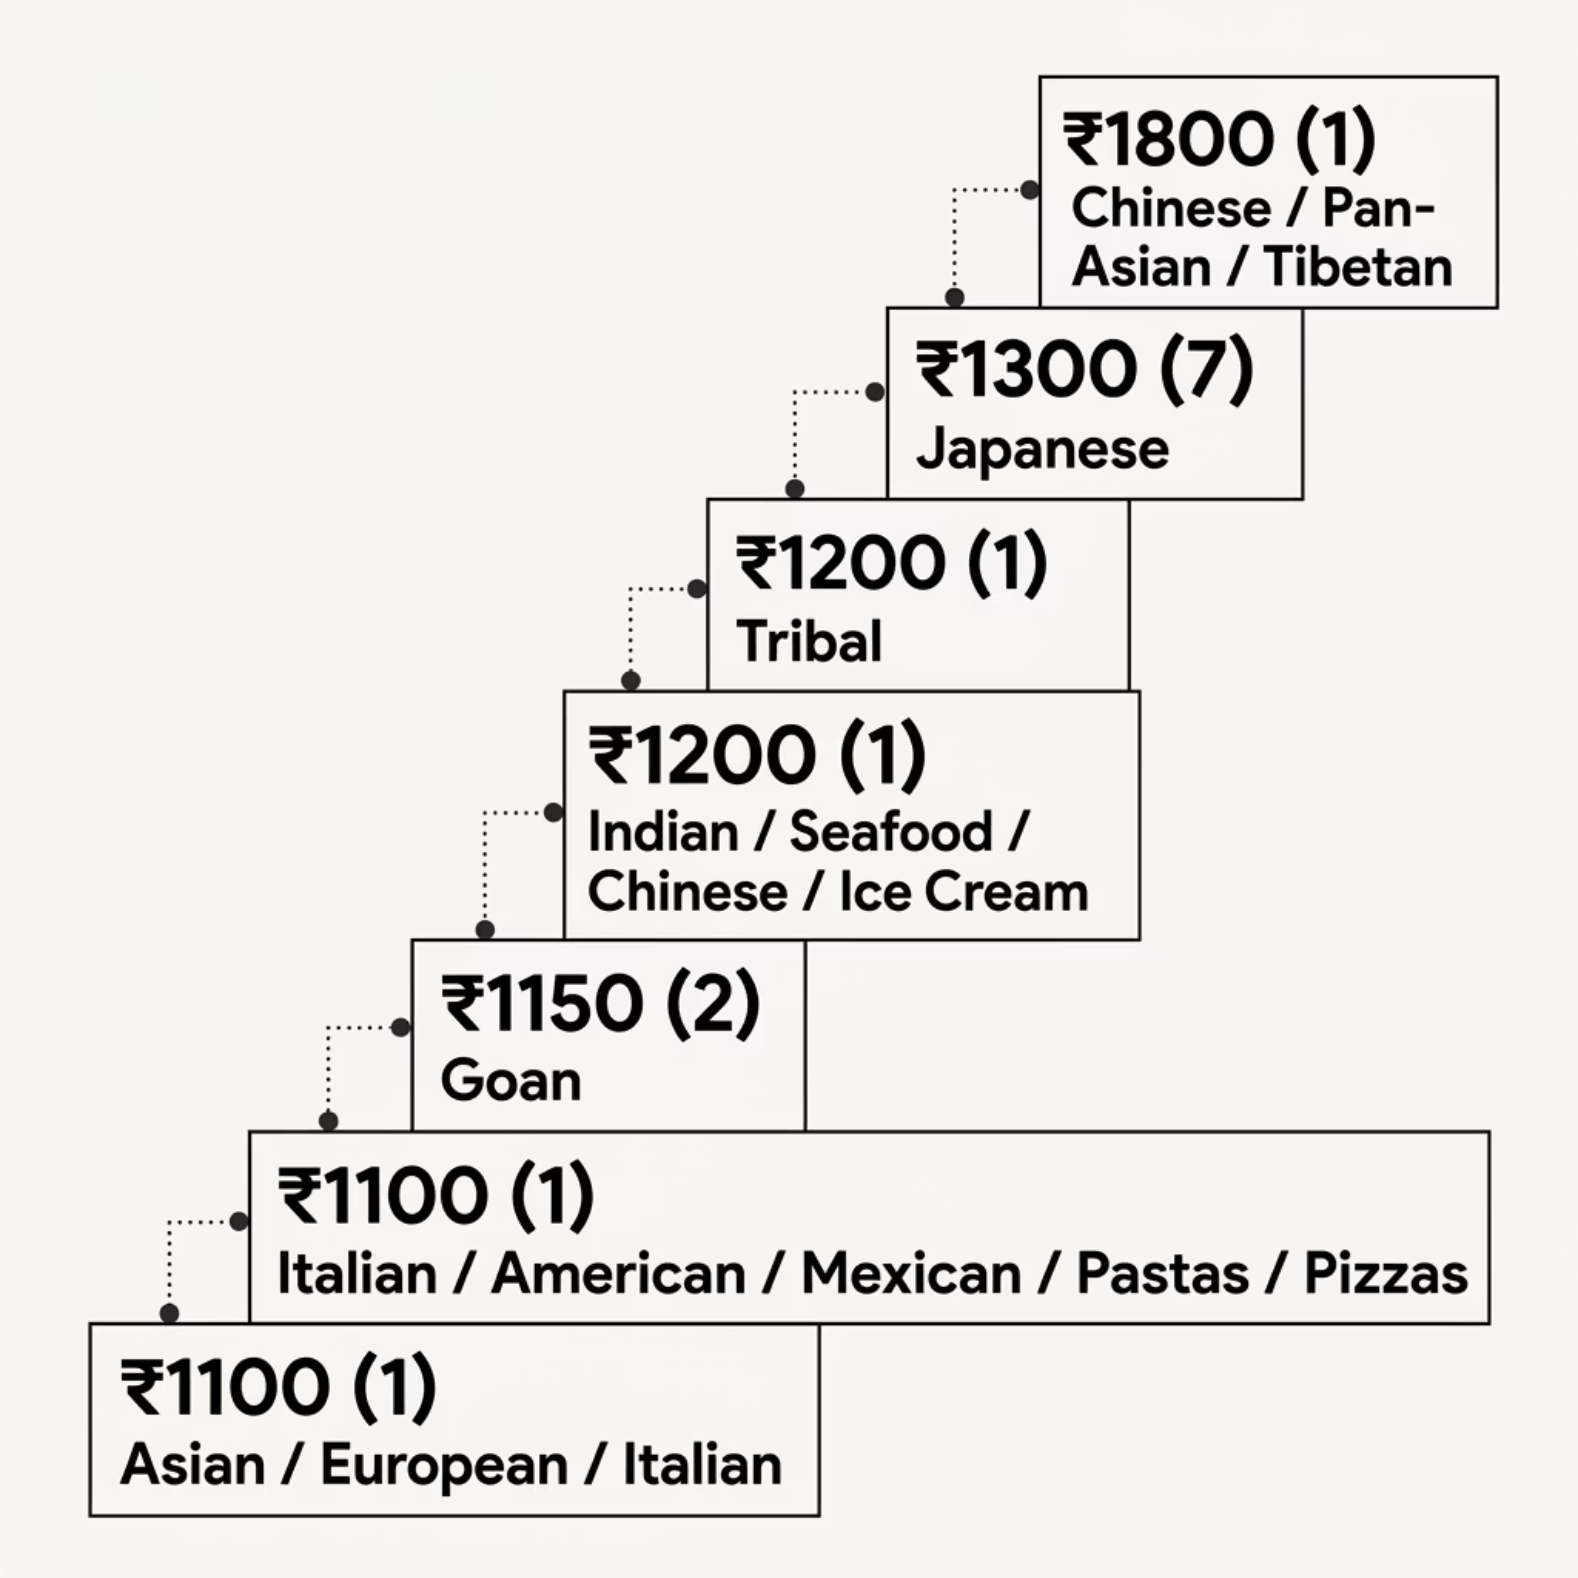 ₹1800 (1)
Chinese / Pan-
Asian / Tibetan
₹1300 (7)
Japanese
₹1200 (1)
Tribal
₹1200 (1)
Indian / Seafood /
Chinese / Ice Cream
₹1150 (2)
Goan
₹1100 (1)
Italian / American / Mexican / Pastas / Pizzas
₹1100 (1)
Asian / European / Italian